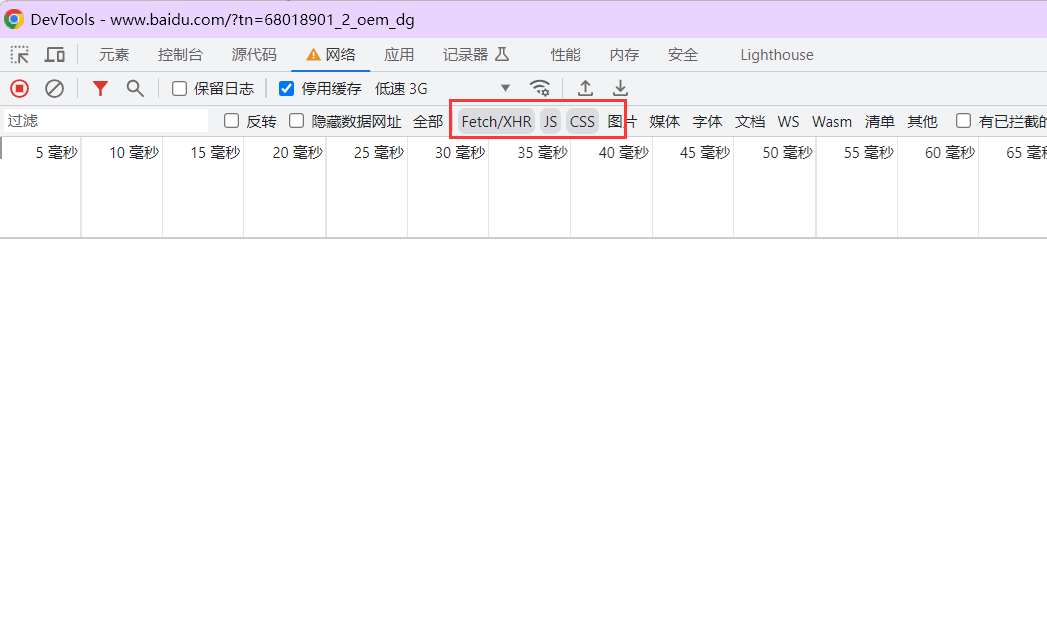 DevTools - www.baidu.com/?tn=68018901_2_oem_dg
元素 控制台 源代码 网络 应用 记录器 性能 内存 安全 Lighthouse
保留日志 停用缓存 低速 3G
过滤 反转 隐藏数据网址 全部 Fetch/XHR JS CSS 图片 媒体 字体 文档 WS Wasm 清单 其他 有已拦截的
5 毫秒 10 毫秒 15 毫秒 20 毫秒 25 毫秒 30 毫秒 35 毫秒 40 毫秒 45 毫秒 50 毫秒 55 毫秒 60 毫秒 65 毫秒